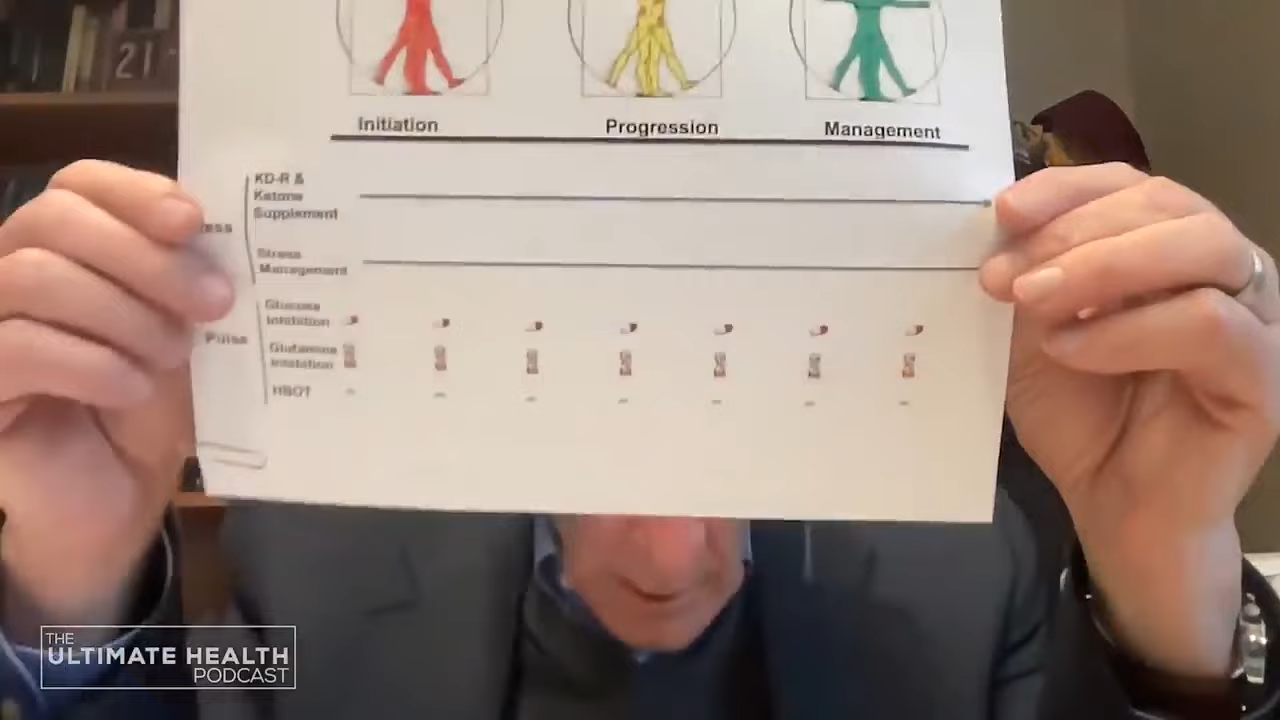 21
Initiation Progression Management
KD-R &
Ketone
Supplement
Stress
Management
Glucose
Inhibition
Pulse
Glutamine
Inhibition
HBOT
THE
ULTIMATE HEALTH
PODCAST